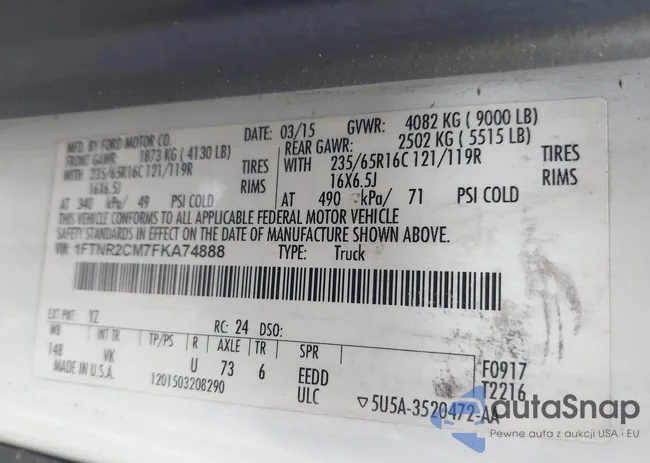 MFD. BY FORD MOTOR CO. DATE: 03/15 GVWR: 4082 KG ( 9000 LB)
FRONT GAWR: 1873 KG ( 4130 LB) REAR GAWR: 2502 KG ( 5515 LB)
WITH 235/65R16C 121/119R TIRES WITH 235/65R16C 121/119R TIRES
16X6.5J RIMS 16X6.5J RIMS
AT 340 kPa/ 49 PSI COLD AT 490 kPa/ 71 PSI COLD
THIS VEHICLE CONFORMS TO ALL APPLICABLE FEDERAL MOTOR VEHICLE
SAFETY STANDARDS IN EFFECT ON THE DATE OF MANUFACTURE SHOWN ABOVE.
VIN: 1FTNR2CM7FKA74888 TYPE: Truck
EXT PNT: YZ RC: 24 DSO:
WB INT TR TP/PS R AXLE TR SPR
148 VK U 73 6 EEDD F0917
MADE IN U.S.A. 1201503208290 ULC T2216
▽5U5A-3520472-AA
autaSnap
Pewne auta z aukcji USA i EU